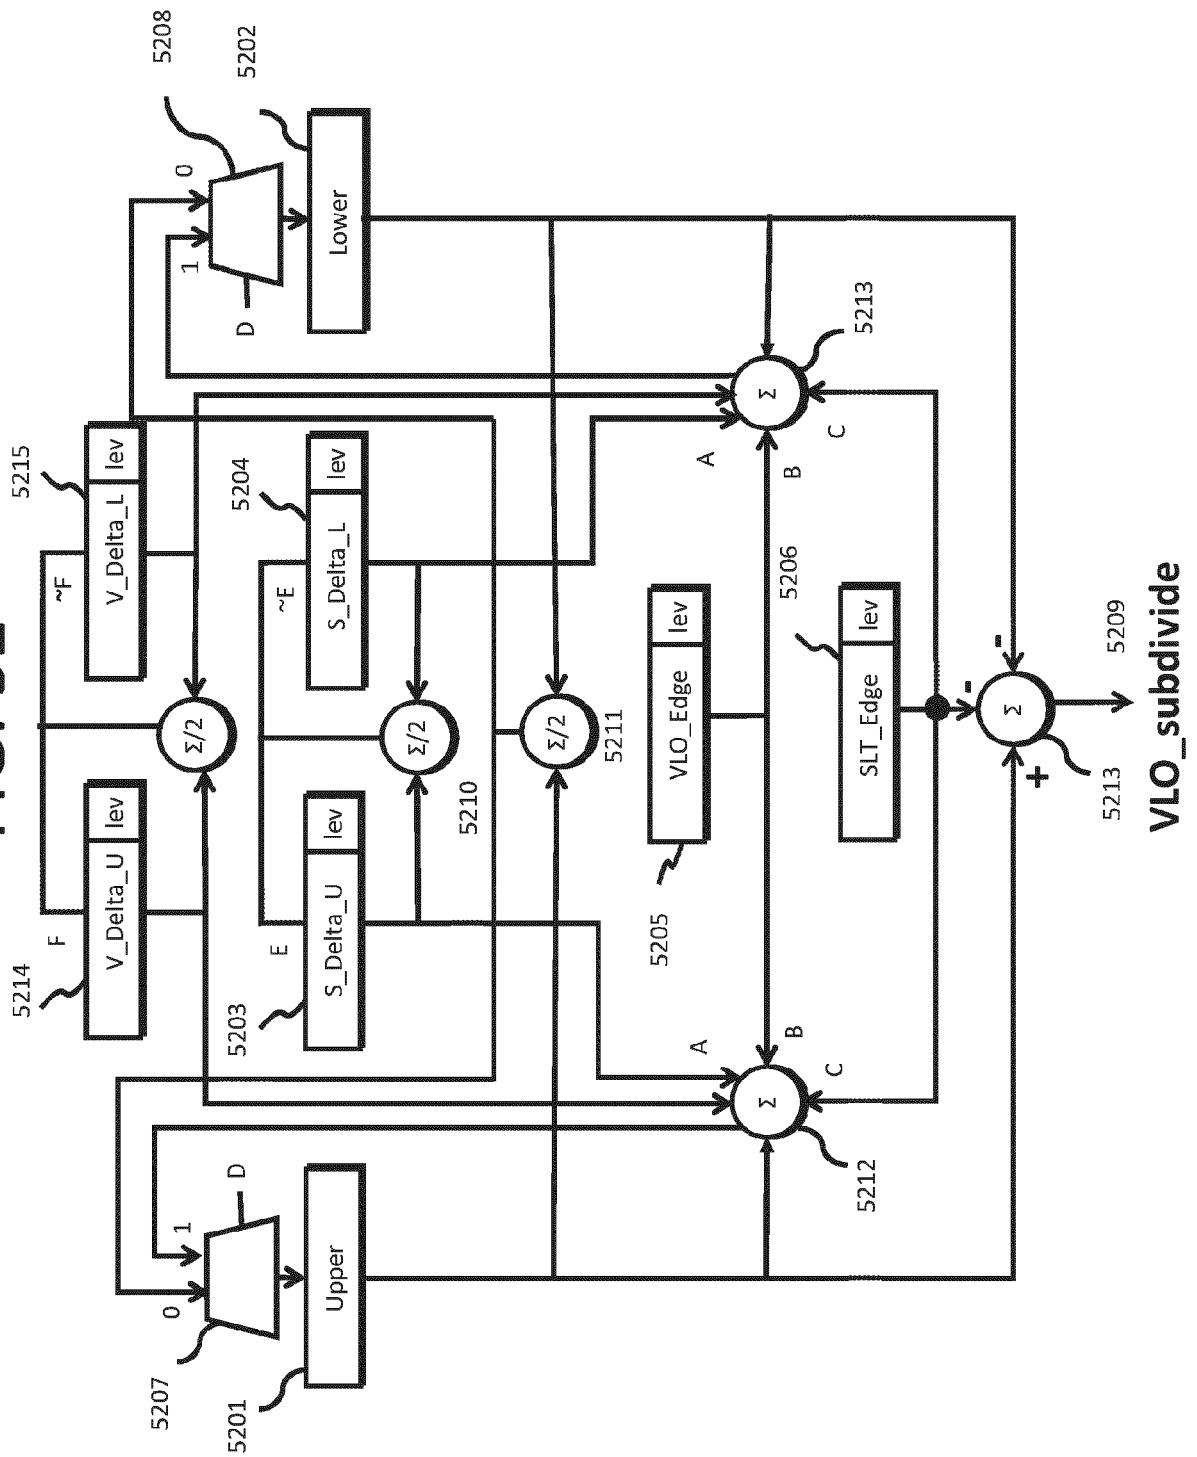 5208
5202
0
1
D
Lower
5215
V_Delta_L lev
~F
5204
S_Delta_L lev
~E
5213
Σ
A
B
C
5206
SLT_Edge lev
VLO_Edge lev
5205
Σ/2
Σ/2
5210
Σ/2
5211
-
-
+
Σ
5213
5209
VLO_subdivide
F
V_Delta_U lev
5214
E
S_Delta_U lev
5203
A
B
C
Σ
5212
D
1
0
5207
Upper
5201